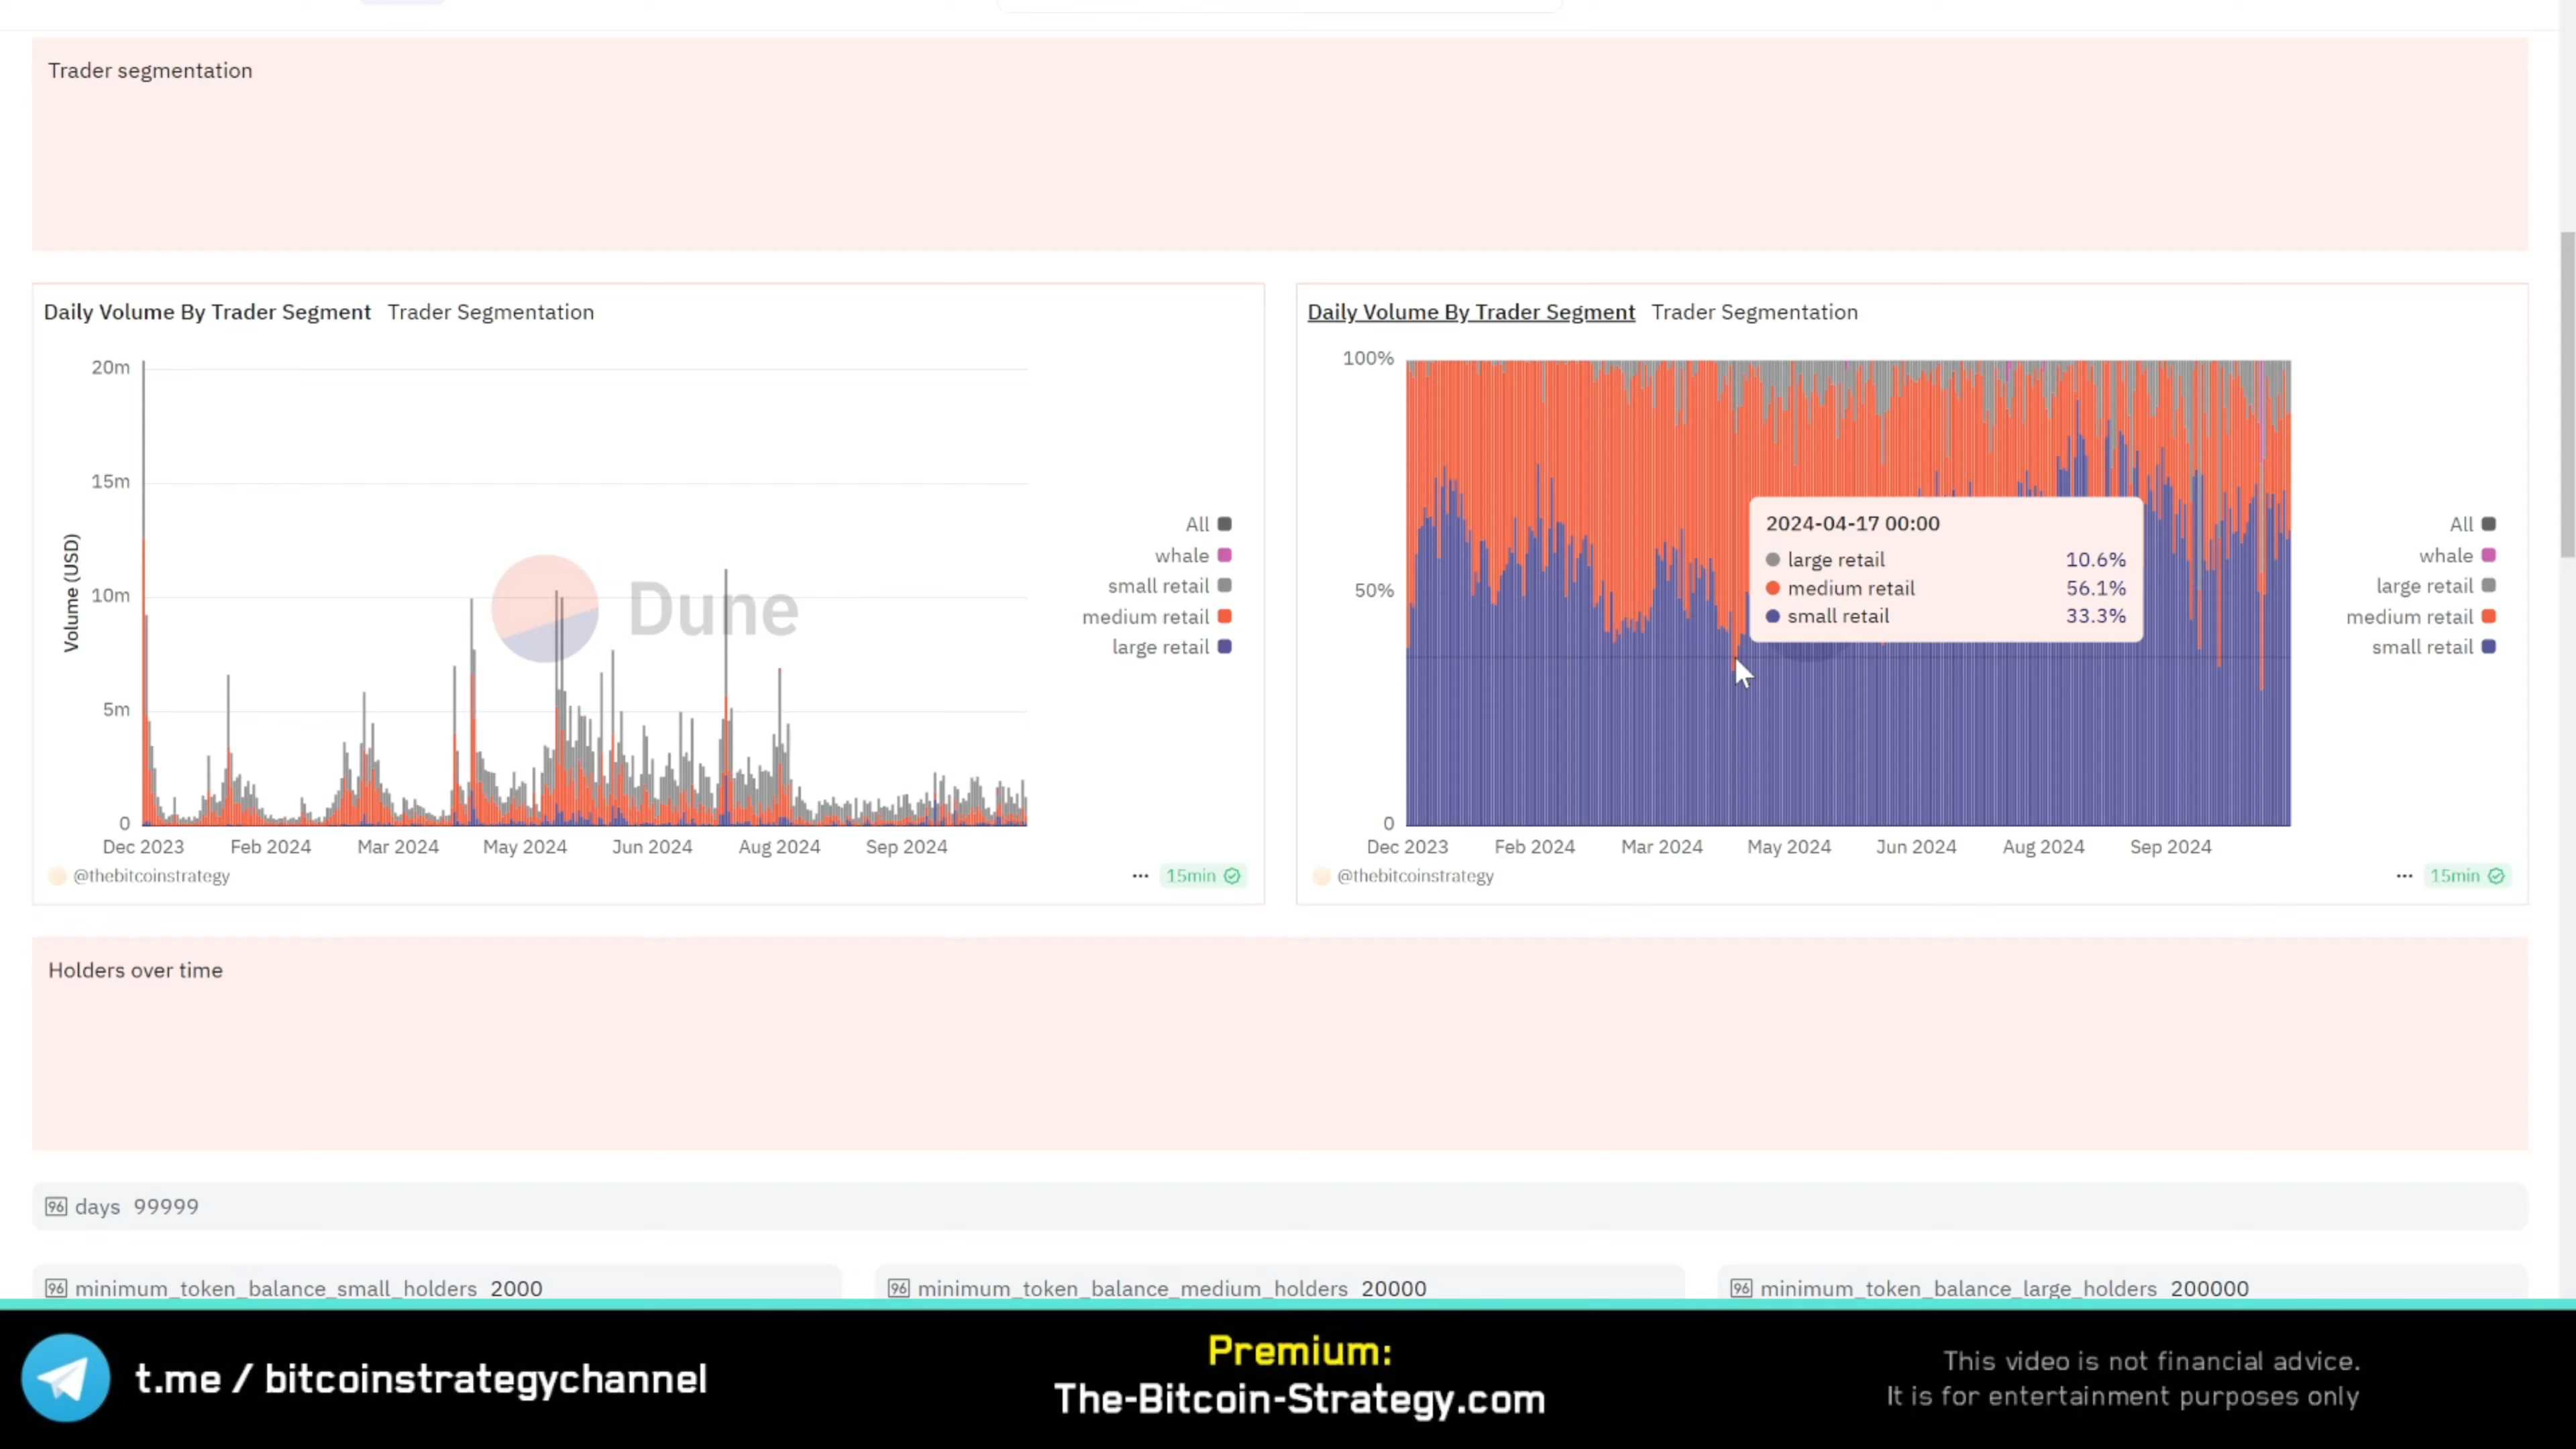 Trader segmentation
Daily Volume By Trader Segment Trader Segmentation
20m
15m
10m
5m
0
Volume (USD)
Dune
All
whale
small retail
medium retail
large retail
Dec 2023 Feb 2024 Mar 2024 May 2024 Jun 2024 Aug 2024 Sep 2024
@thebitcoinstrategy
15min
Daily Volume By Trader Segment Trader Segmentation
100%
50%
0
2024-04-17 00:00
large retail 10.6%
medium retail 56.1%
small retail 33.3%
All
whale
large retail
medium retail
small retail
Dec 2023 Feb 2024 Mar 2024 May 2024 Jun 2024 Aug 2024 Sep 2024
@thebitcoinstrategy
15min
Holders over time
days 99999
minimum_token_balance_small_holders 2000
minimum_token_balance_medium_holders 20000
minimum_token_balance_large_holders 200000
t.me / bitcoinstrategychannel
Premium:
The-Bitcoin-Strategy.com
This video is not financial advice.
It is for entertainment purposes only